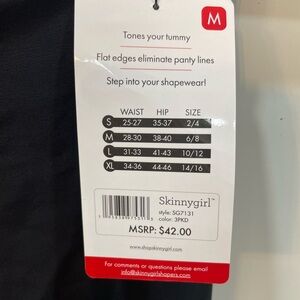 M
Tones your tummy
Flat edges eliminate panty lines
Step into your shapewear!
WAIST HIP SIZE
S 25-27 35-37 2/4
M 28-30 38-40 6/8
L 31-33 41-43 10/12
XL 34-36 44-46 14/16
Skinnygirl™
style: SG7131
color: 3PKD
MSRP: $42.00
www.shopskinnygirl.com
For comments or questions please email
info@skinnygirlshapers.com